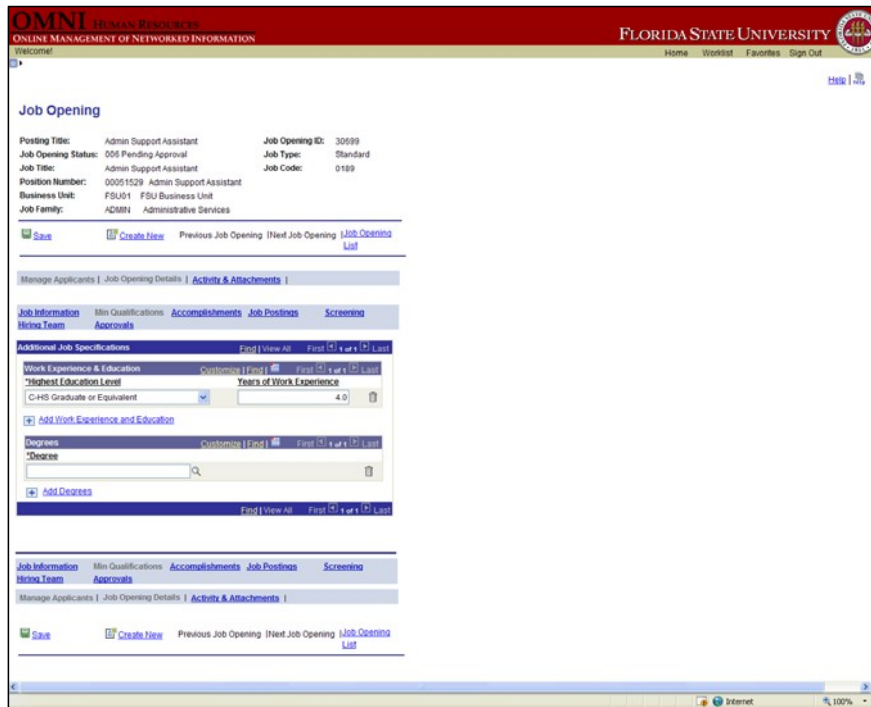 OMNI HUMAN RESOURCES
ONLINE MANAGEMENT OF NETWORKED INFORMATION
FLORIDA STATE UNIVERSITY
Welcome!
Home Worklist Favorites Sign Out
Help
Job Opening
Posting Title: Admin Support Assistant Job Opening ID: 30699
Job Opening Status: 006 Pending Approval Job Type: Standard
Job Title: Admin Support Assistant Job Code: 0189
Position Number: 00051529 Admin Support Assistant
Business Unit: FSU01 FSU Business Unit
Job Family: ADMIN Administrative Services
Save Create New Previous Job Opening |Next Job Opening |Job Opening
List
Manage Applicants | Job Opening Details | Activity & Attachments |
Job Information Min Qualifications Accomplishments Job Postings Screening
Hiring Team Approvals
Additional Job Specifications Find | View All First 1 of 1 Last
Work Experience & Education Customize | Find | First 1 of 1 Last
*Highest Education Level Years of Work Experience
C-HS Graduate or Equivalent 4.0
Add Work Experience and Education
Degrees Customize | Find | First 1 of 1 Last
*Degree
Add Degrees
Find | View All First 1 of 1 Last
Job Information Min Qualifications Accomplishments Job Postings Screening
Hiring Team Approvals
Manage Applicants | Job Opening Details | Activity & Attachments |
Save Create New Previous Job Opening |Next Job Opening |Job Opening
List
Internet 100%